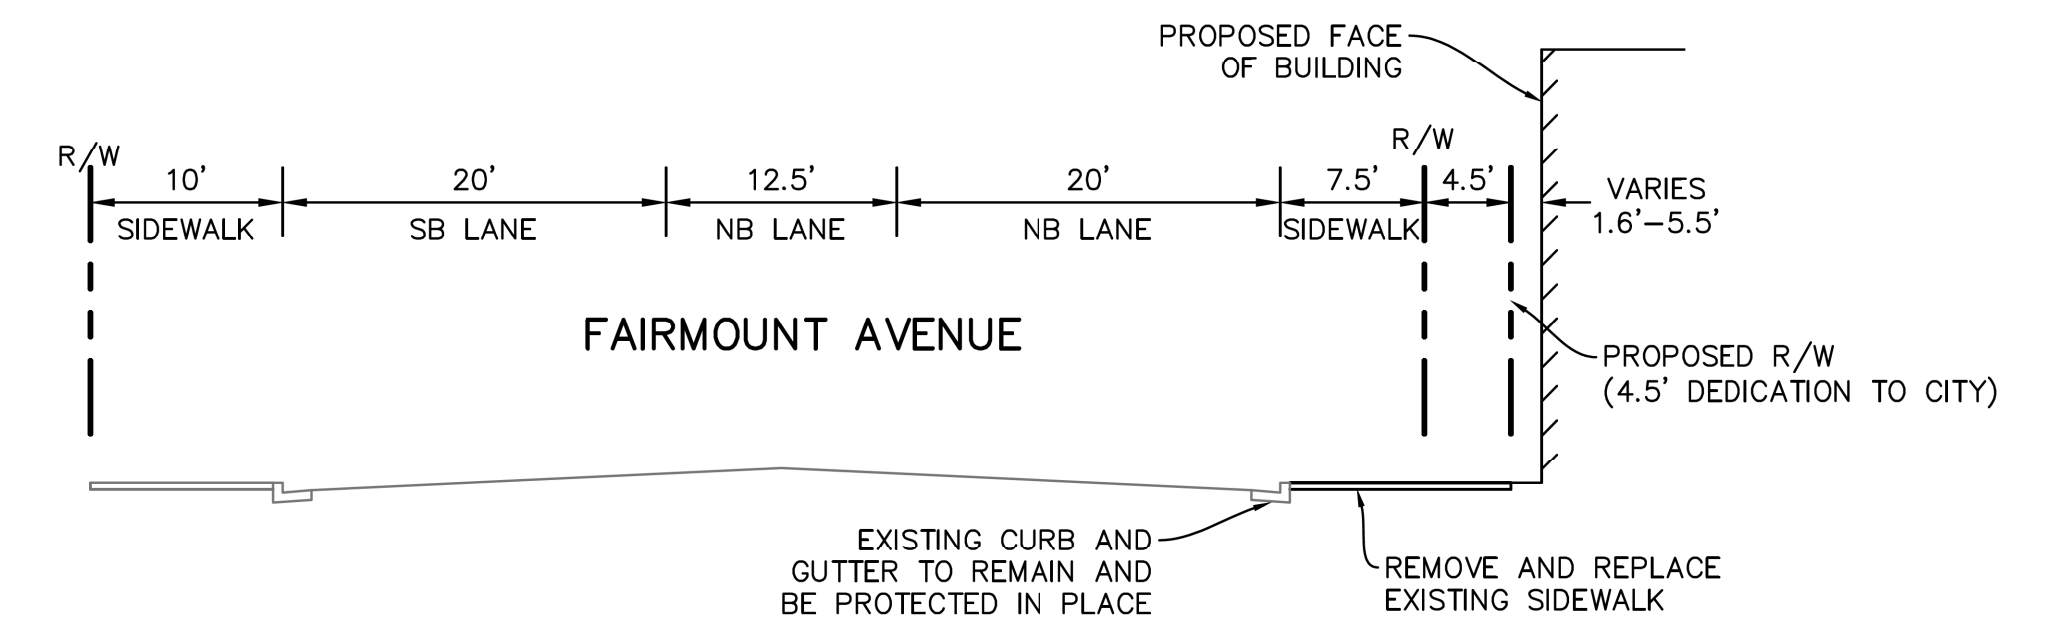 PROPOSED FACE
OF BUILDING
R/W
R/W
10'
20'
12.5'
20'
7.5'
4.5'
VARIES
1.6'-5.5'
SIDEWALK
SB LANE
NB LANE
NB LANE
SIDEWALK
FAIRMOUNT AVENUE
PROPOSED R/W
(4.5' DEDICATION TO CITY)
EXISTING CURB AND
GUTTER TO REMAIN AND
BE PROTECTED IN PLACE
REMOVE AND REPLACE
EXISTING SIDEWALK